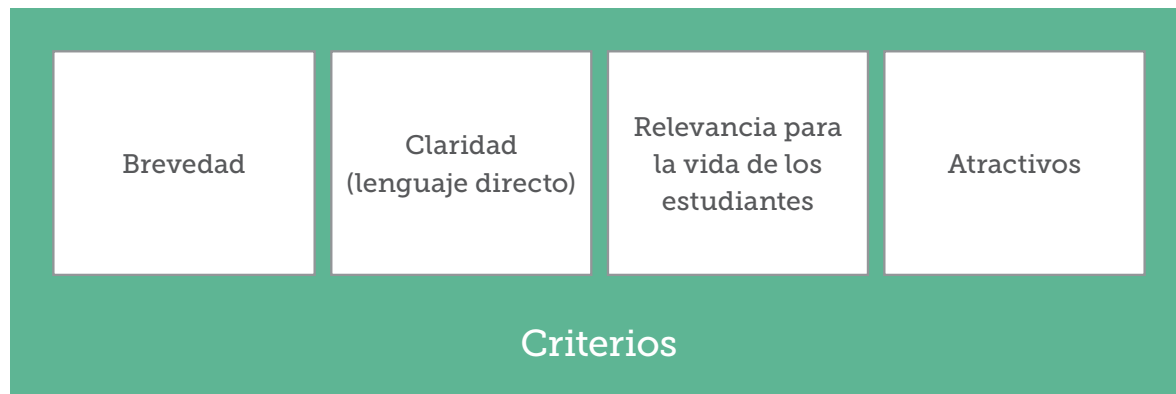 Brevedad
Claridad
(lenguaje directo)
Relevancia para
la vida de los
estudiantes
Atractivos
Criterios